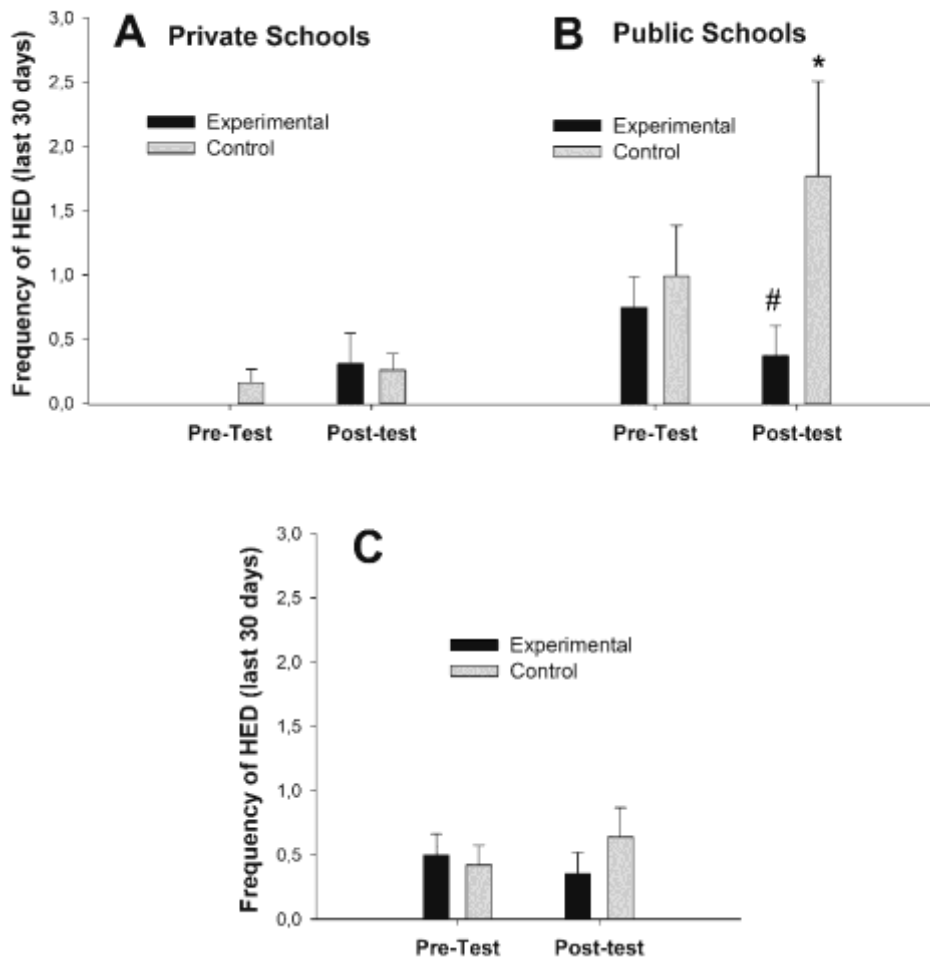 A Private Schools
Frequency of HED (last 30 days)
3,0
2,5
2,0
1,5
1,0
0,5
0,0
Experimental
Control
Pre-Test
Post-test
B Public Schools
*
Experimental
Control
#
Pre-Test
Post-test
C
Frequency of HED (last 30 days)
3,0
2,5
2,0
1,5
1,0
0,5
0,0
Experimental
Control
Pre-Test
Post-test